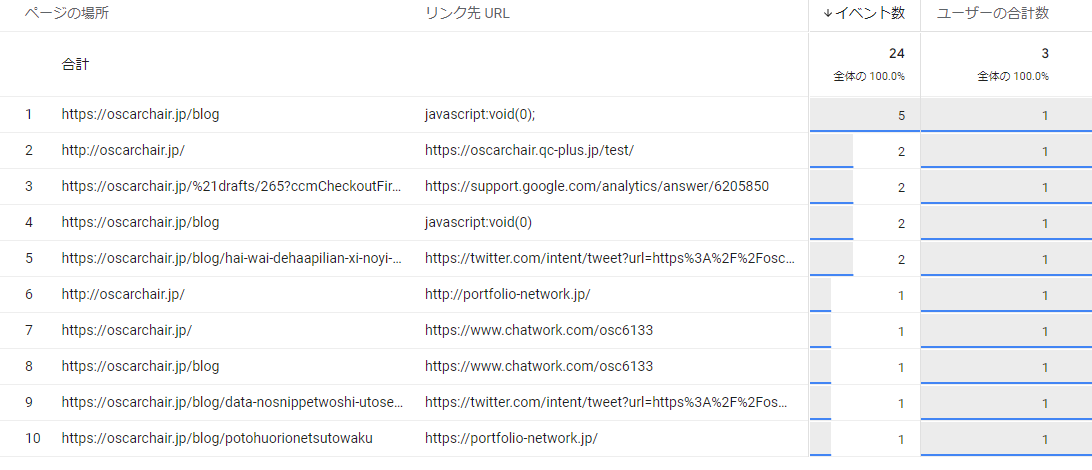 ページの場所 リンク先 URL ↓ イベント数 ユーザーの合計数
合計 24 3
全体の 100.0% 全体の 100.0%
1 https://oscarchair.jp/blog javascript:void(0); 5 1
2 http://oscarchair.jp/ https://oscarchair.qc-plus.jp/test/ 2 1
3 https://oscarchair.jp/%21drafts/265?ccmCheckoutFir... https://support.google.com/analytics/answer/6205850 2 1
4 https://oscarchair.jp/blog javascript:void(0) 2 1
5 https://oscarchair.jp/blog/hai-wai-dehaapilian-xi-noyi-... https://twitter.com/intent/tweet?url=https%3A%2F%2Fosc... 2 1
6 http://oscarchair.jp/ http://portfolio-network.jp/ 1 1
7 https://oscarchair.jp/ https://www.chatwork.com/osc6133 1 1
8 https://oscarchair.jp/blog https://www.chatwork.com/osc6133 1 1
9 https://oscarchair.jp/blog/data-nosnippetwoshi-utose... https://twitter.com/intent/tweet?url=https%3A%2F%2Fos... 1 1
10 https://oscarchair.jp/blog/potohuorionetsutowaku https://portfolio-network.jp/ 1 1